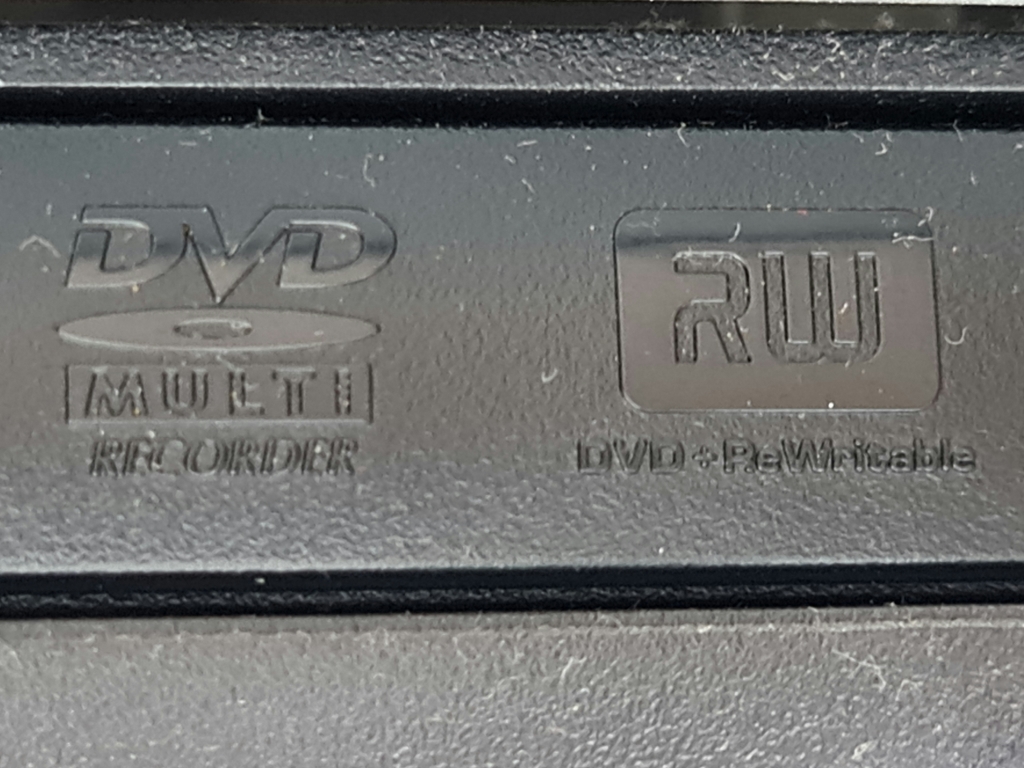 DVD
MULTI
RECORDER
RW
DVD+ReWritable